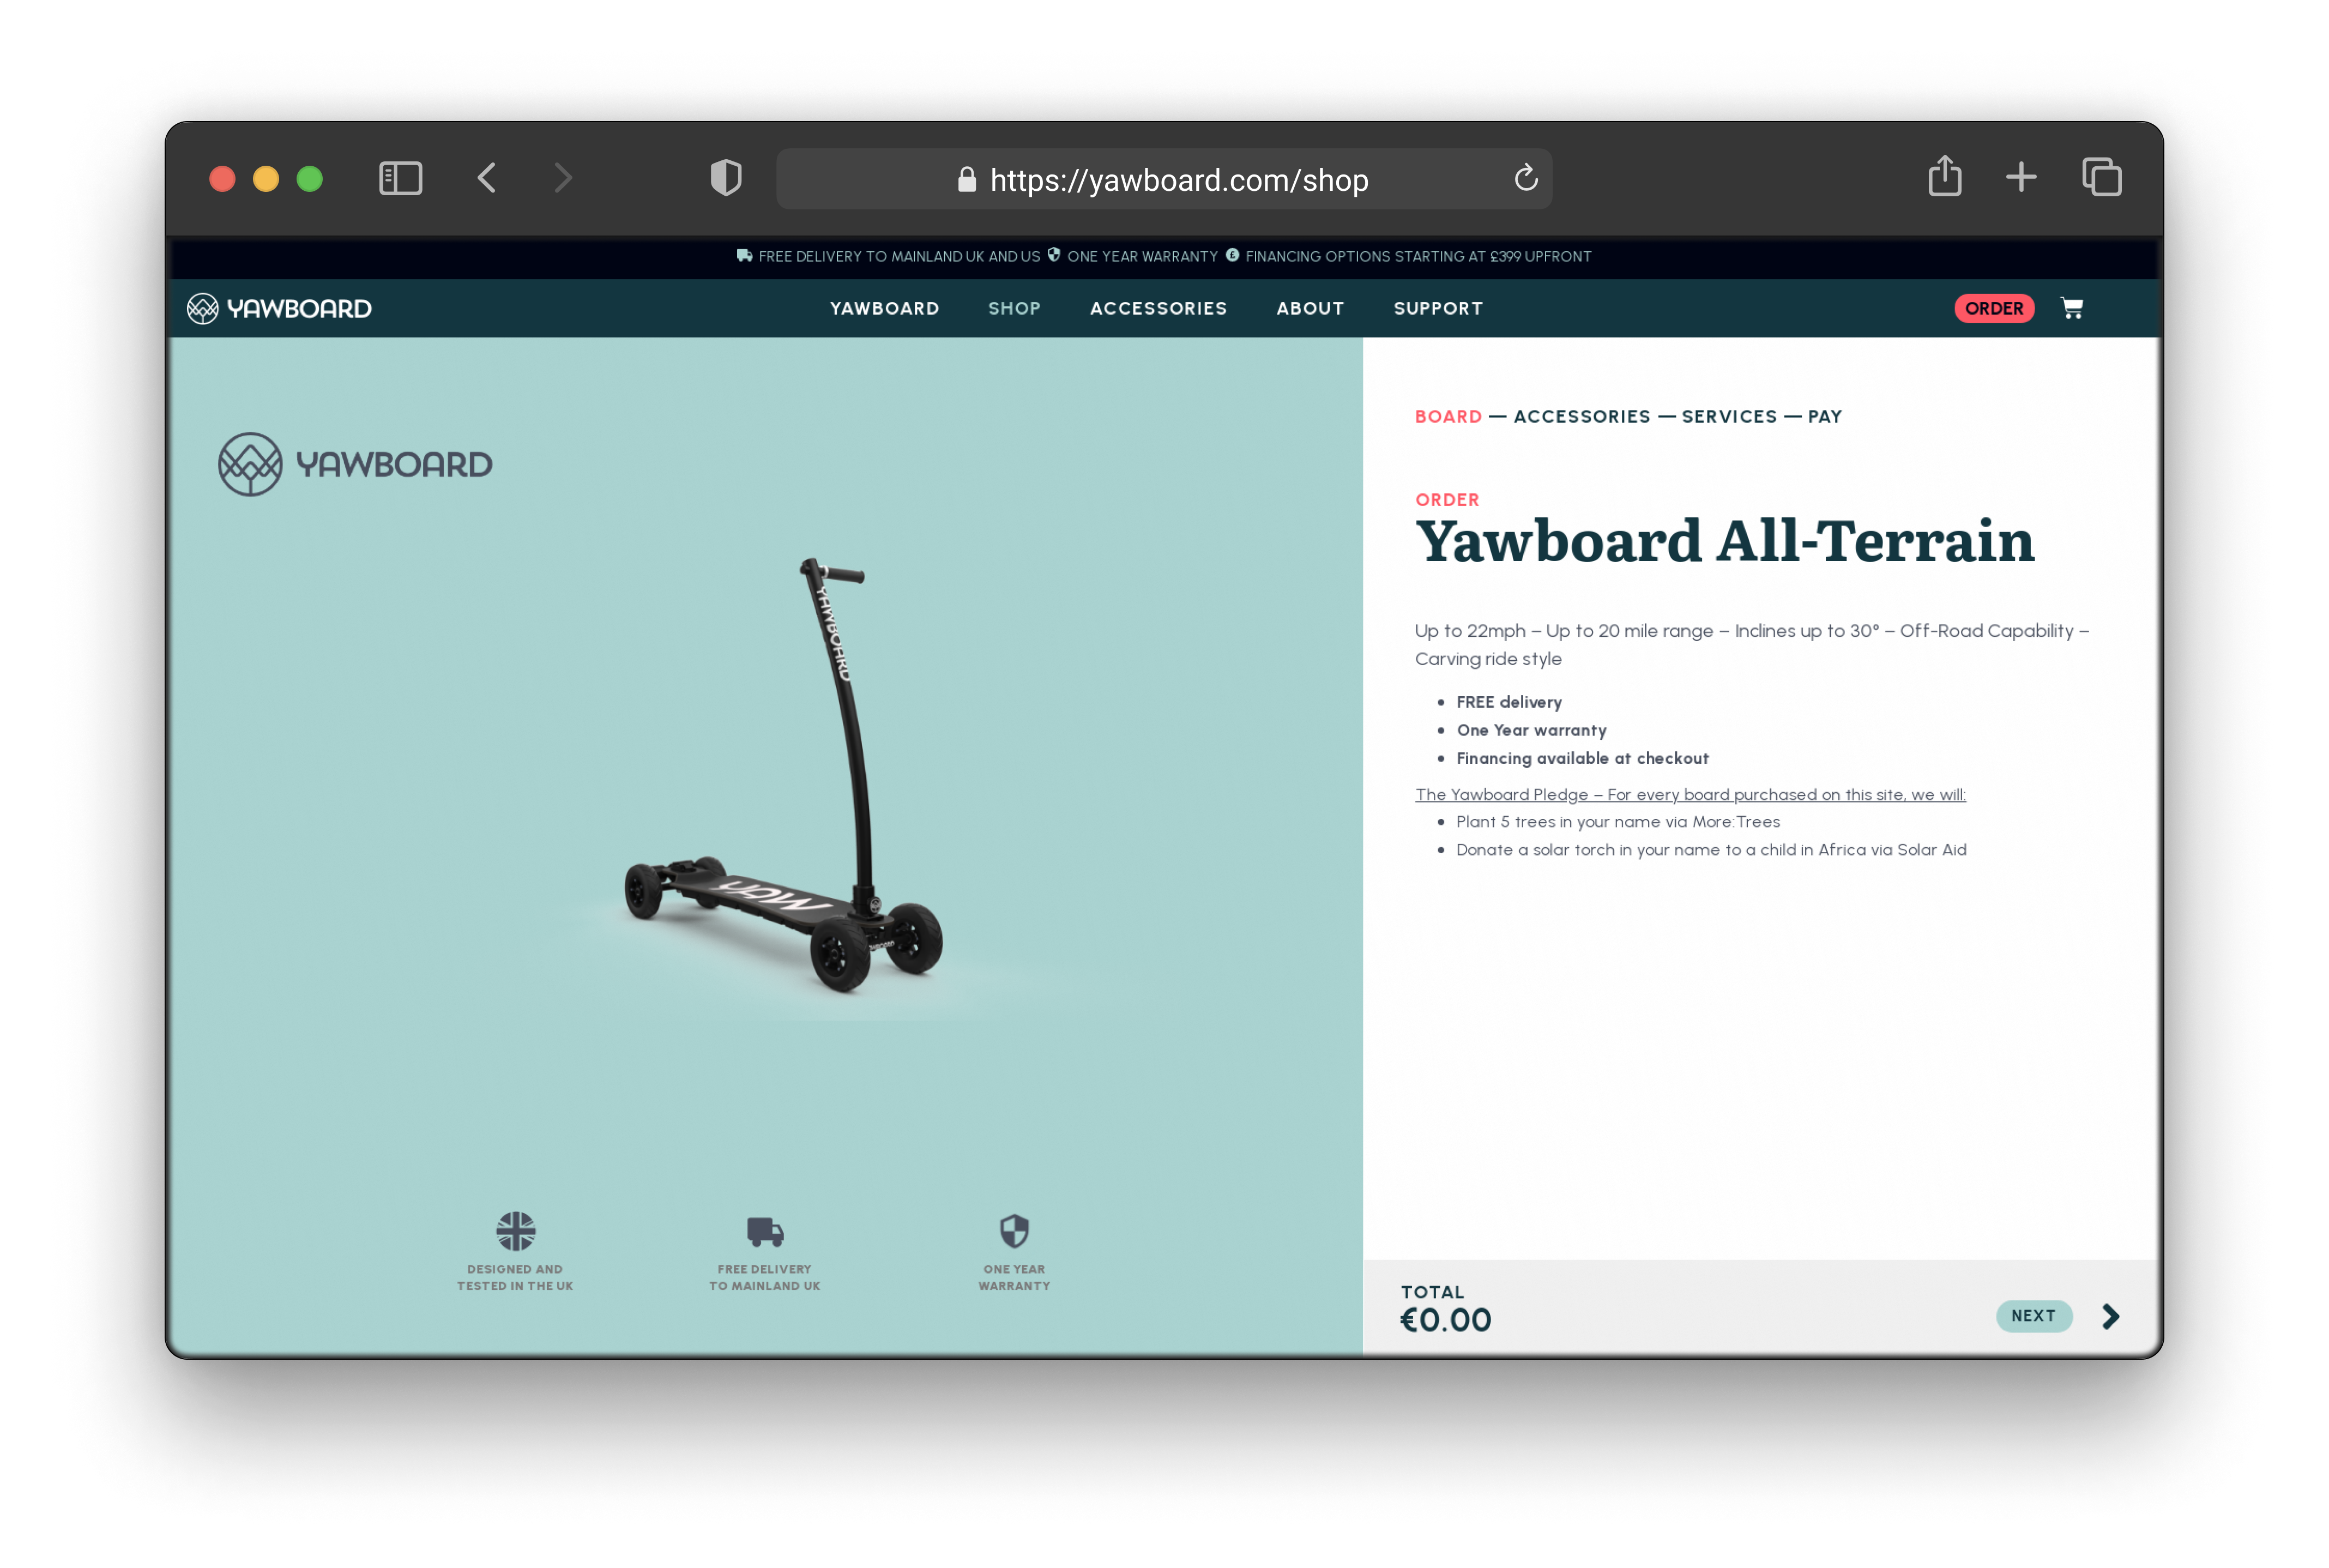 https://yawboard.com/shop
FREE DELIVERY TO MAINLAND UK AND US ONE YEAR WARRANTY FINANCING OPTIONS STARTING AT £399 UPFRONT
YAWBOARD YAWBOARD SHOP ACCESSORIES ABOUT SUPPORT ORDER
YAWBOARD
YAWBOARD
YAW
YAWBOARD
DESIGNED AND
TESTED IN THE UK
FREE DELIVERY
TO MAINLAND UK
ONE YEAR
WARRANTY
BOARD — ACCESSORIES — SERVICES — PAY
ORDER
Yawboard All-Terrain
Up to 22mph – Up to 20 mile range – Inclines up to 30° – Off-Road Capability –
Carving ride style
• FREE delivery
• One Year warranty
• Financing available at checkout
The Yawboard Pledge – For every board purchased on this site, we will:
• Plant 5 trees in your name via More:Trees
• Donate a solar torch in your name to a child in Africa via Solar Aid
TOTAL
€0.00
NEXT